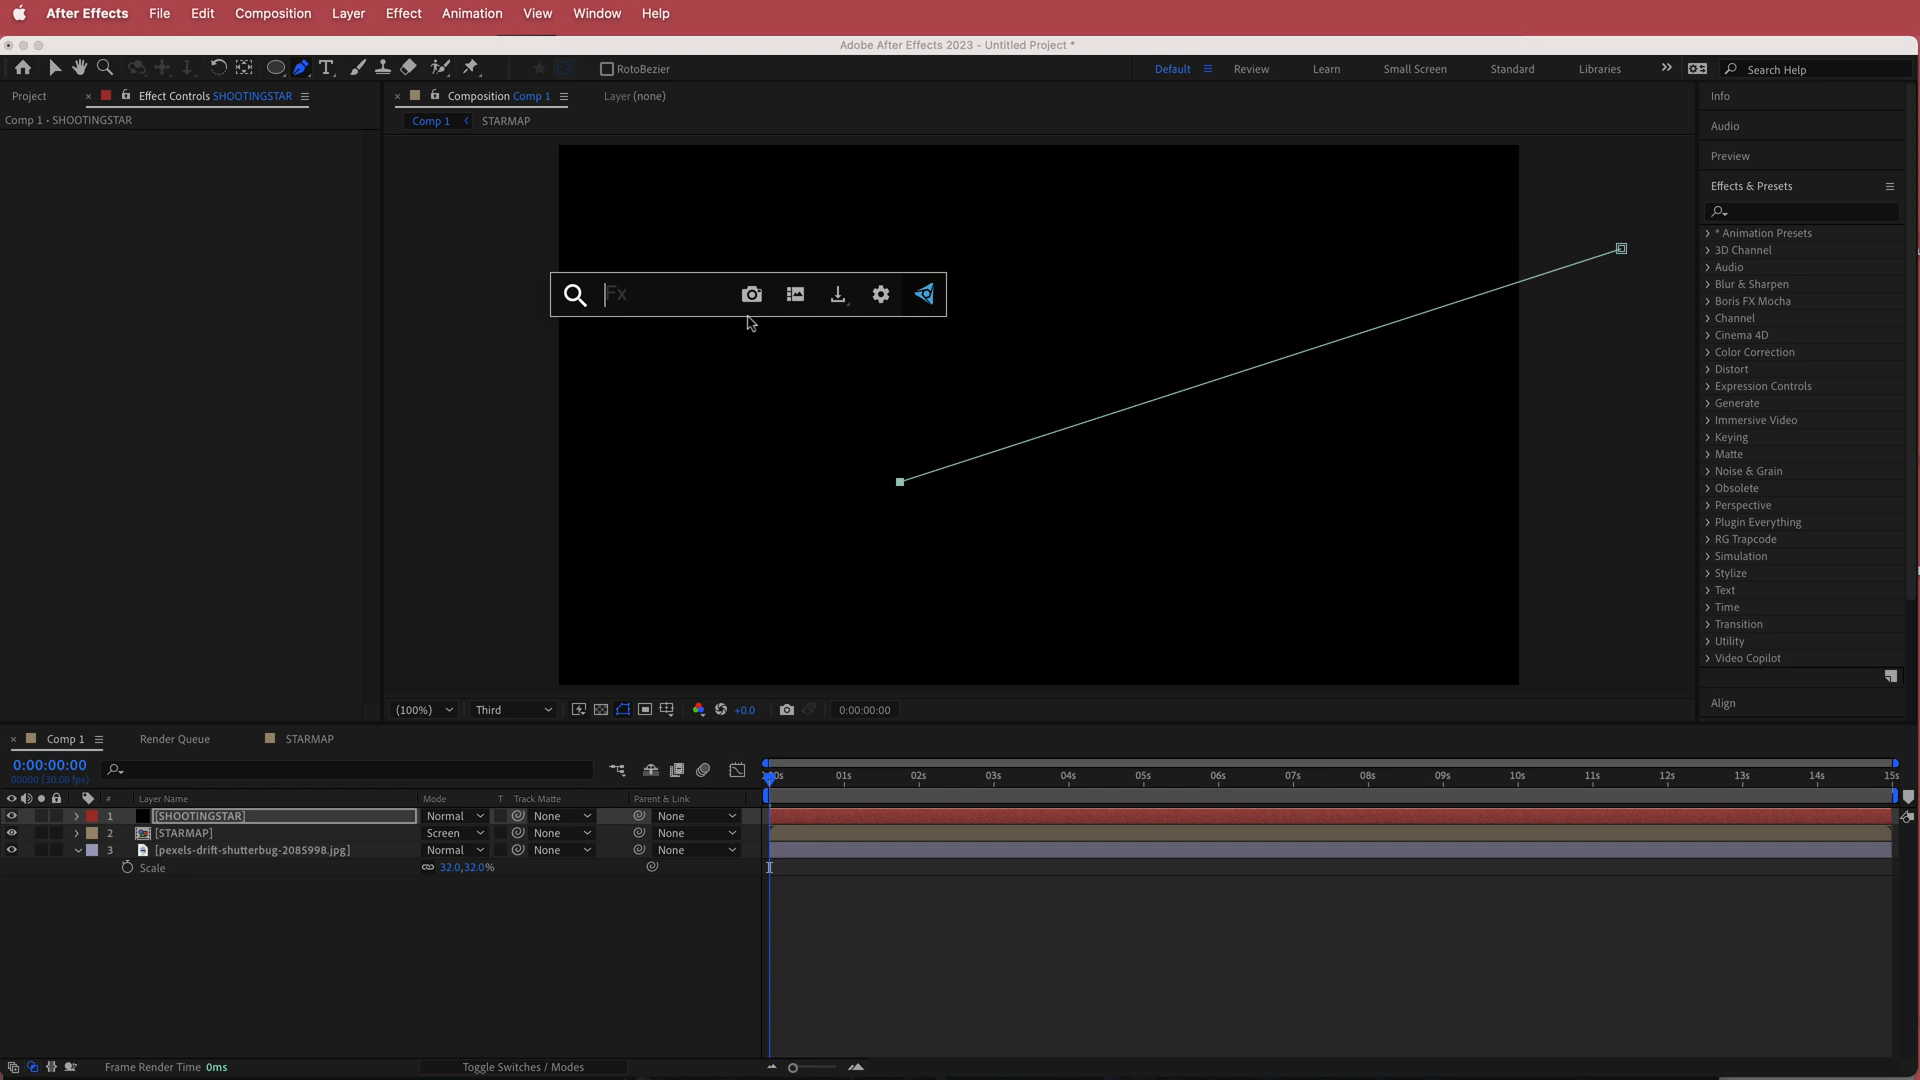 After Effects File Edit Composition Layer Effect Animation View Window Help
Adobe After Effects 2023 - Untitled Project *
RotoBezier
Default Review Learn Small Screen Standard Libraries Search Help
Project
Effect Controls SHOOTINGSTAR
Composition Comp 1
Layer (none)
Comp 1 • SHOOTINGSTAR
Comp 1 STARMAP
Fx
Info
Audio
Preview
Effects & Presets
* Animation Presets
3D Channel
Audio
Blur & Sharpen
Boris FX Mocha
Channel
Cinema 4D
Color Correction
Distort
Expression Controls
Generate
Immersive Video
Keying
Matte
Noise & Grain
Obsolete
Perspective
Plugin Everything
RG Trapcode
Simulation
Stylize
Text
Time
Transition
Utility
Video Copilot
Align
(100%) Third +0.0 0:00:00:00
Comp 1 Render Queue STARMAP
0:00:00:00
00000 (30.00 fps)
01s 02s 03s 04s 05s 06s 07s 08s 09s 10s 11s 12s 13s 14s 15s
# Layer Name Mode T Track Matte Parent & Link
1 [SHOOTINGSTAR] Normal None None
2 [STARMAP] Screen None None
3 [pexels-drift-shutterbug-2085998.jpg] Normal None None
Scale 32.0,32.0%
Frame Render Time 0ms
Toggle Switches / Modes